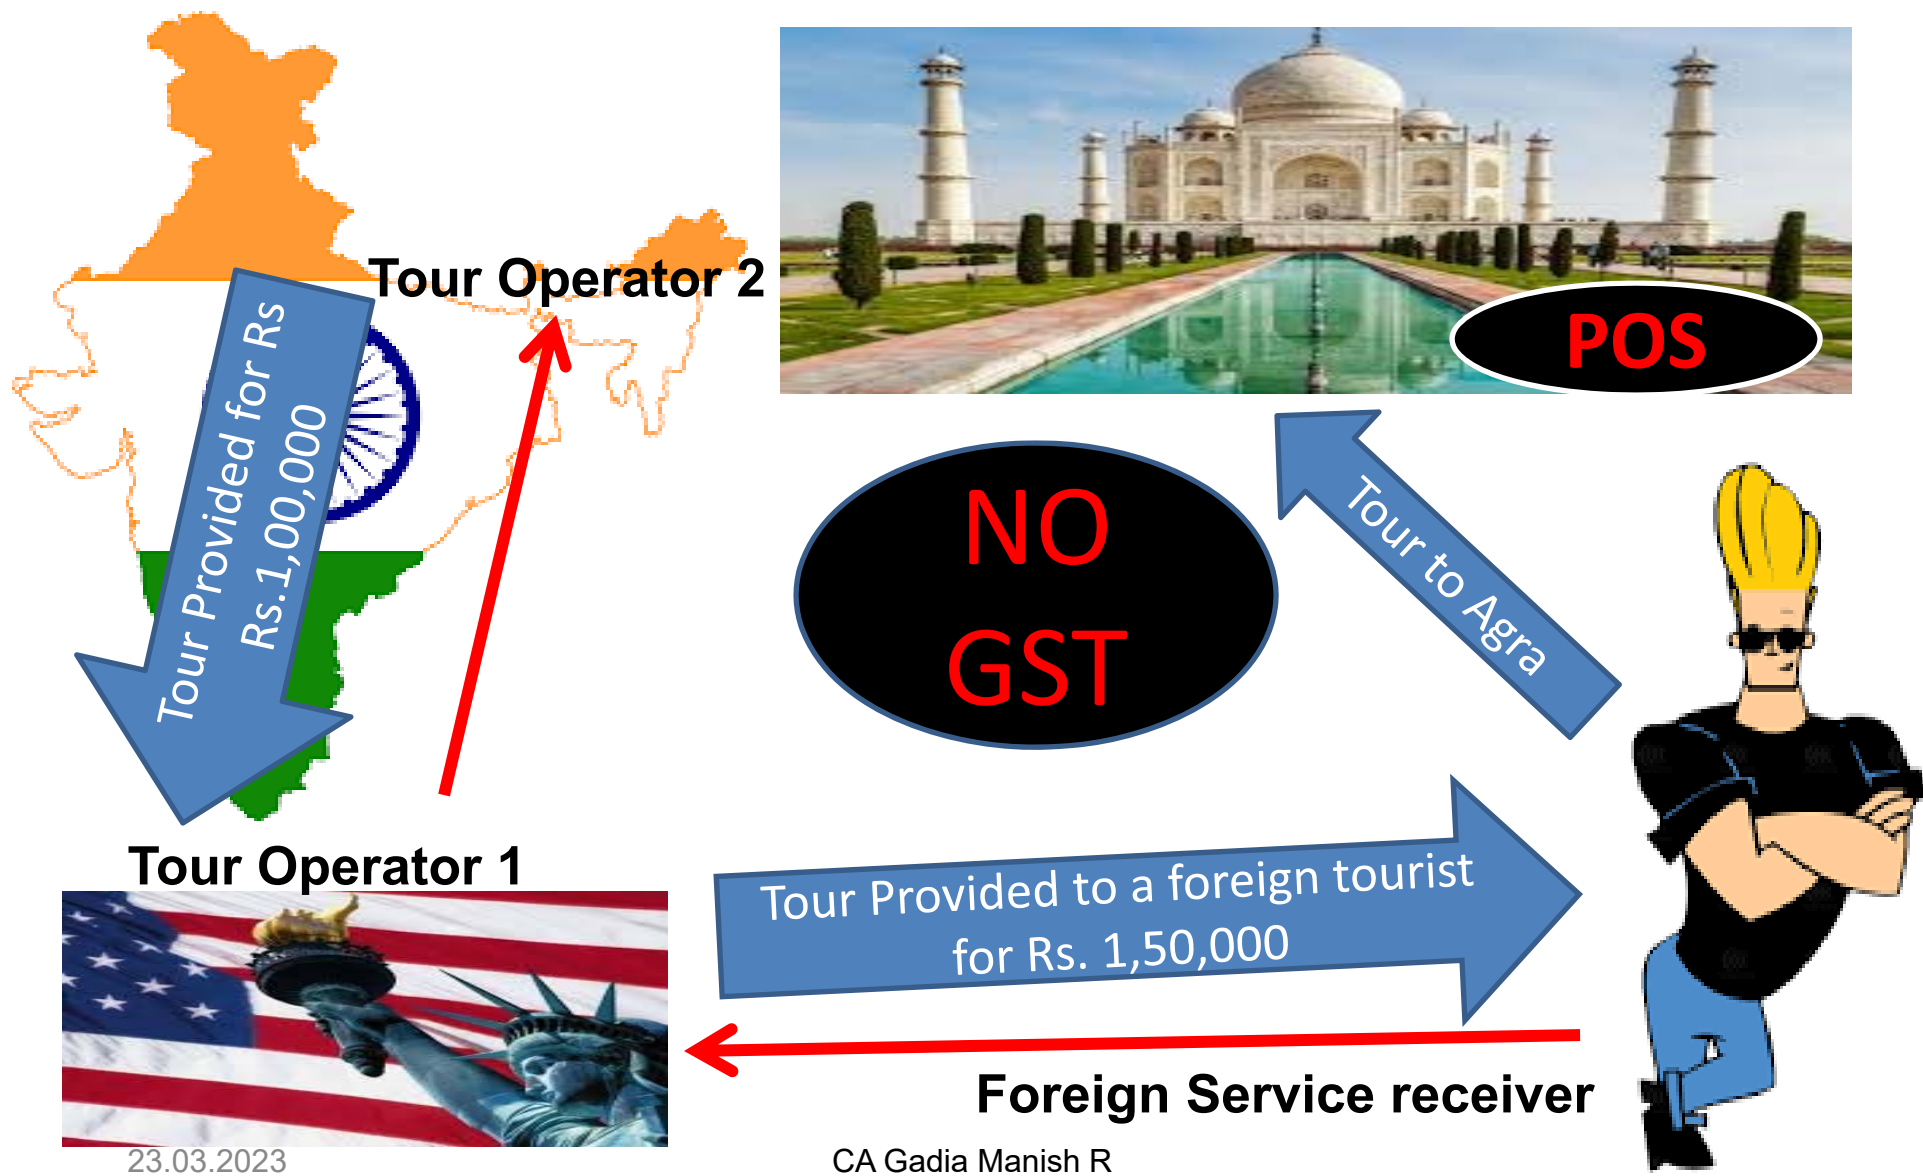 Tour Operator 2
Tour Provided for Rs
Rs.1,00,000
POS
NO
GST
Tour to Agra
Tour Operator 1
Tour Provided to a foreign tourist
for Rs. 1,50,000
Foreign Service receiver
23.03.2023
CA Gadia Manish R